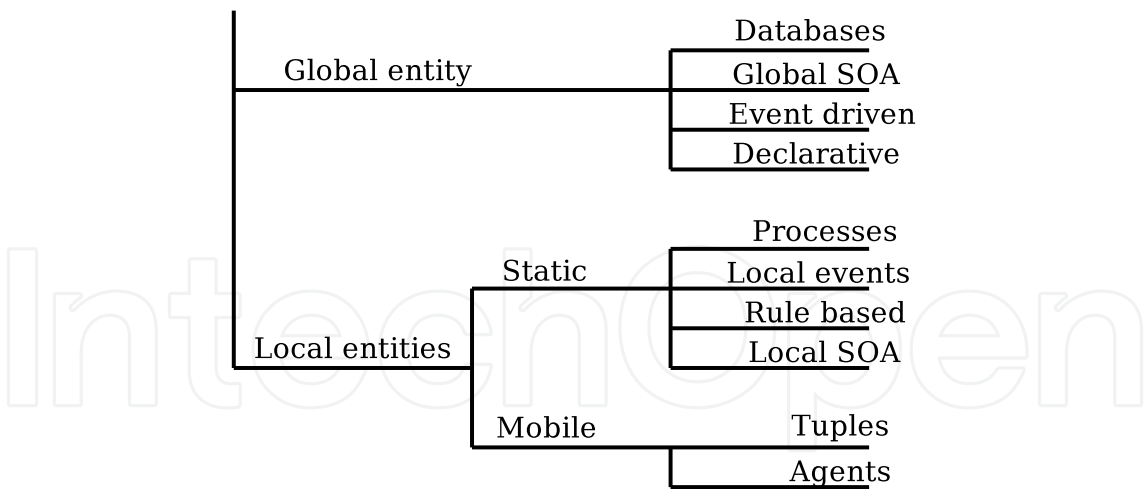 Databases
Global entity
Global SOA
Event driven
Declarative
Processes
Static
Local events
Rule based
Local entities
Local SOA
Mobile
Tuples
Agents
IntechOpen